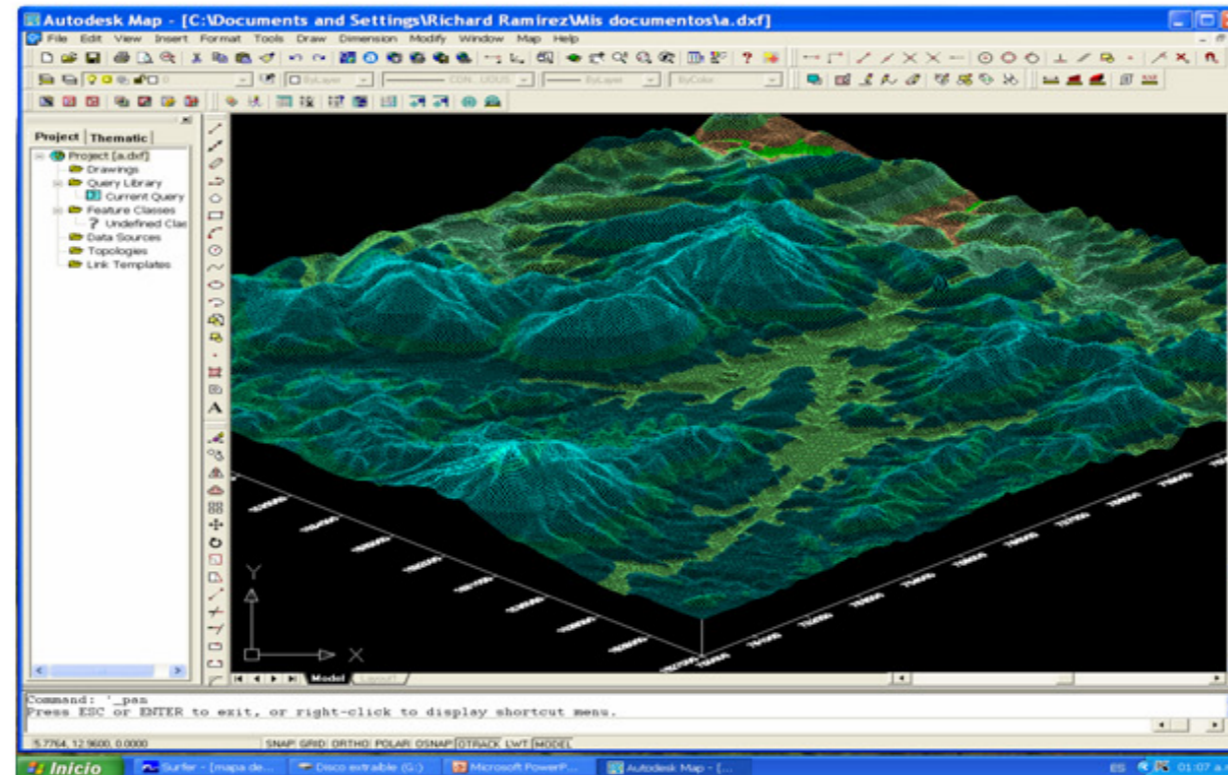 Autodesk Map - [C:\Documents and Settings\Richard Ramirez\Mis documentos\a.dxf]
File Edit View Insert Format Tools Draw Dimension Modify Window Map Help
ByLayer ByLayer ByColor
Project Thematic
Project [a.dxf]
Drawings
Query Library
Current Query
Feature Classes
? Undefined Clas
Data Sources
Topologies
Link Templates
A
Y
X
Model
Command: '_pan
Press ESC or ENTER to exit, or right-click to display shortcut menu.
5.7764, 12.9600, 0.0000 SNAP GRID ORTHO POLAR OSNAP OTRACK LWT MODEL
Inicio Surfer - [mapa de... Disco extraíble (G:) Microsoft PowerP... Autodesk Map - [... ES 01:07 a